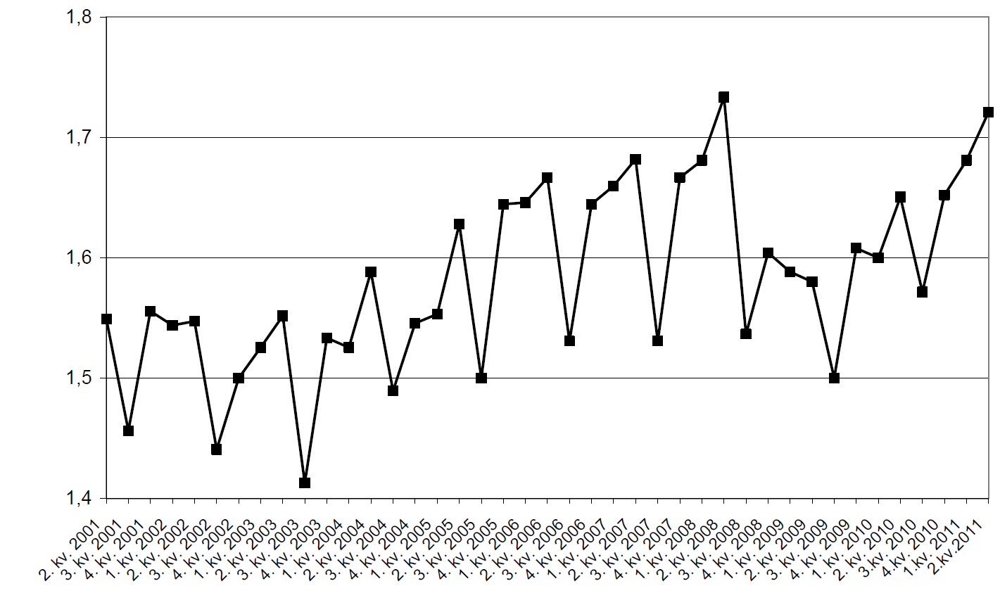 1,8
1,7
1,6
1,5
1,4
2. kv. 2001
3. kv. 2001
4. kv. 2001
1. kv. 2002
2. kv. 2002
3. kv. 2002
4. kv. 2002
1. kv. 2003
2. kv. 2003
3. kv. 2003
4. kv. 2003
1. kv. 2004
2. kv. 2004
3. kv. 2004
4. kv. 2004
1. kv. 2005
2. kv. 2005
3. kv. 2005
4. kv. 2005
1. kv. 2006
2. kv. 2006
3. kv. 2006
4. kv. 2006
1. kv. 2007
2. kv. 2007
3. kv. 2007
4. kv. 2007
1. kv. 2008
2. kv. 2008
3. kv. 2008
4. kv. 2008
1. kv. 2009
2. kv. 2009
3. kv. 2009
4. kv. 2009
1. kv. 2010
2. kv. 2010
3.kv. 2010
4.kv. 2010
1.kv. 2011
2.kv.2011